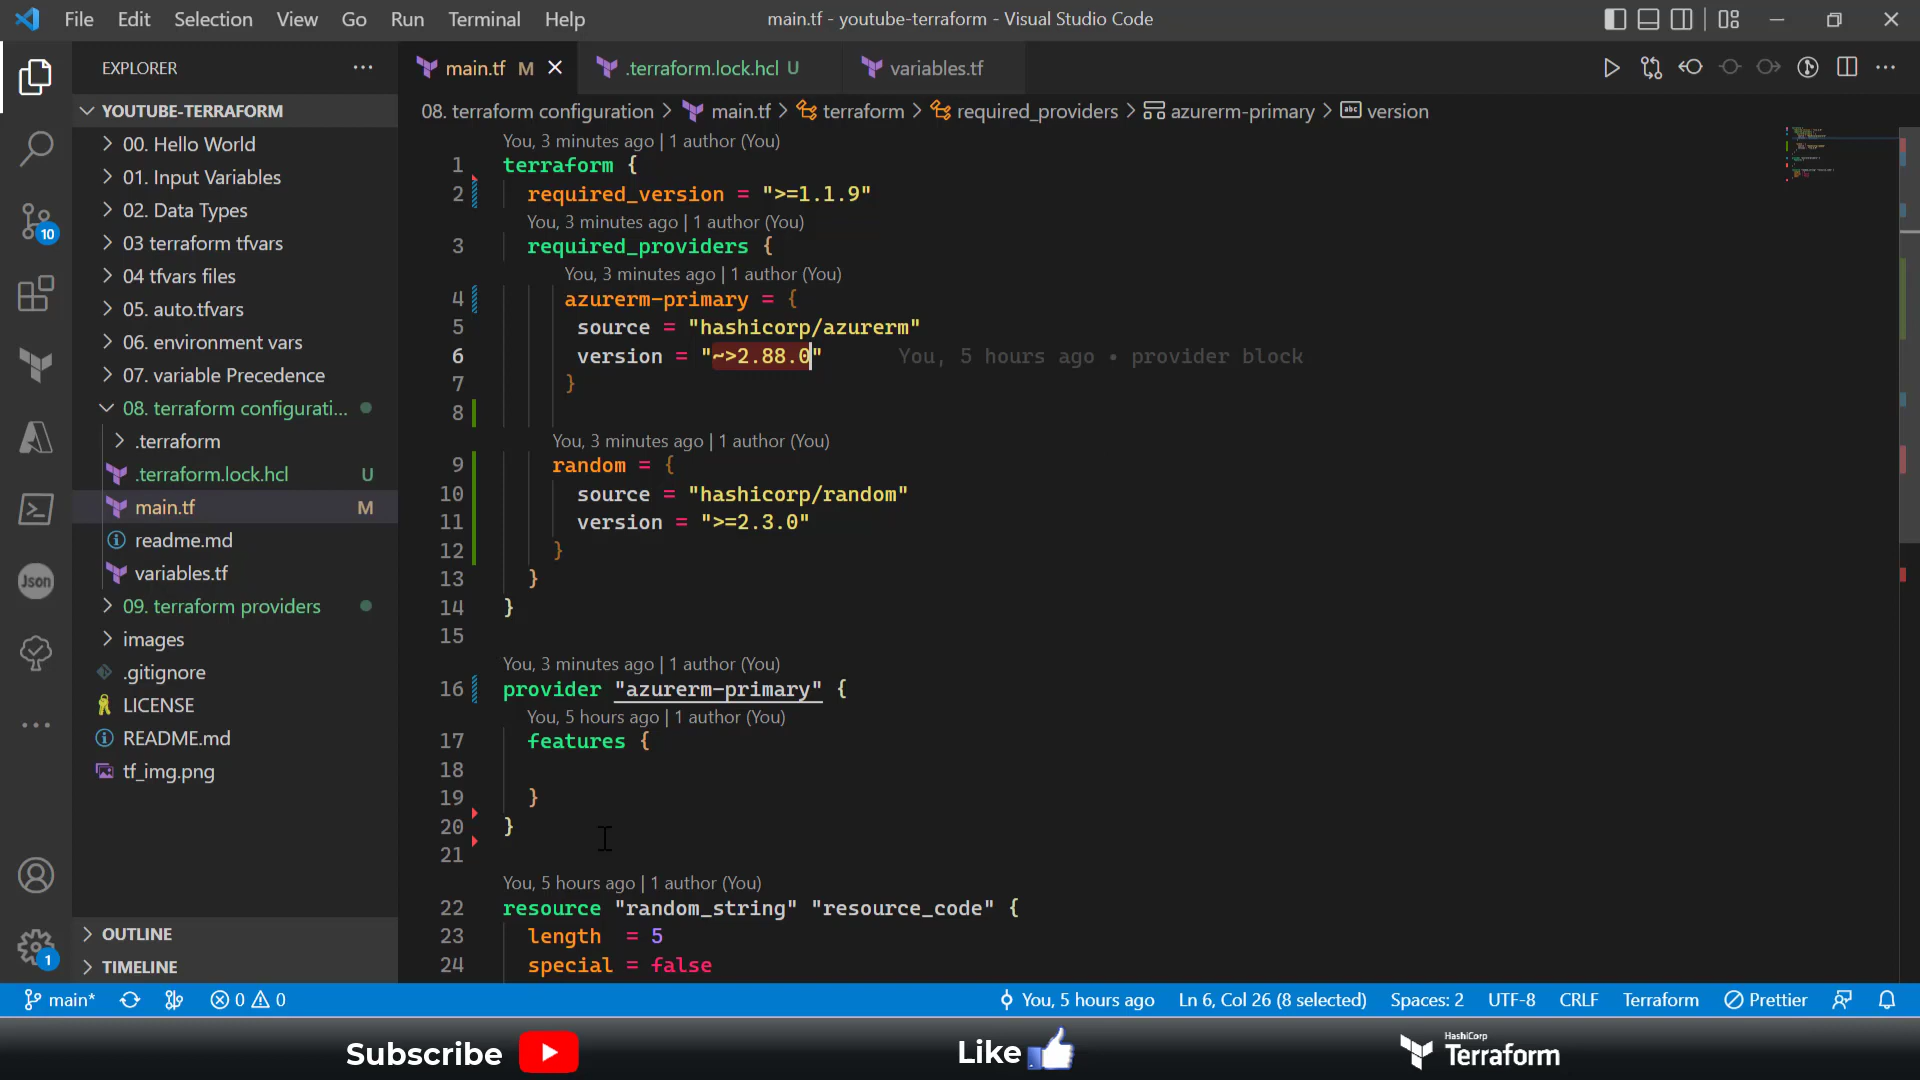 File Edit Selection View Go Run Terminal Help
main.tf - youtube-terraform - Visual Studio Code
EXPLORER
main.tf M
.terraform.lock.hcl U
variables.tf
YOUTUBE-TERRAFORM
00. Hello World
01. Input Variables
02. Data Types
03 terraform tfvars
04 tfvars files
05. auto.tfvars
06. environment vars
07. variable Precedence
08. terraform configurati...
.terraform
.terraform.lock.hcl U
main.tf M
readme.md
variables.tf
09. terraform providers
images
.gitignore
LICENSE
README.md
tf_img.png
OUTLINE
TIMELINE
10
Json
1
08. terraform configuration > main.tf > terraform > required_providers > azurerm-primary > abc version
You, 3 minutes ago | 1 author (You)
1 terraform {
2 required_version = ">=1.1.9"
You, 3 minutes ago | 1 author (You)
3 required_providers {
You, 3 minutes ago | 1 author (You)
4 azurerm-primary = {
5 source = "hashicorp/azurerm"
6 version = "~>2.88.0" You, 5 hours ago • provider block
7 }
8
You, 3 minutes ago | 1 author (You)
9 random = {
10 source = "hashicorp/random"
11 version = ">=2.3.0"
12 }
13 }
14 }
15
You, 3 minutes ago | 1 author (You)
16 provider "azurerm-primary" {
You, 5 hours ago | 1 author (You)
17 features {
18
19 }
20 }
21
You, 5 hours ago | 1 author (You)
22 resource "random_string" "resource_code" {
23 length = 5
24 special = false
main* 0 0
You, 5 hours ago Ln 6, Col 26 (8 selected) Spaces: 2 UTF-8 CRLF Terraform Prettier
Subscribe
Like
HashiCorp
Terraform